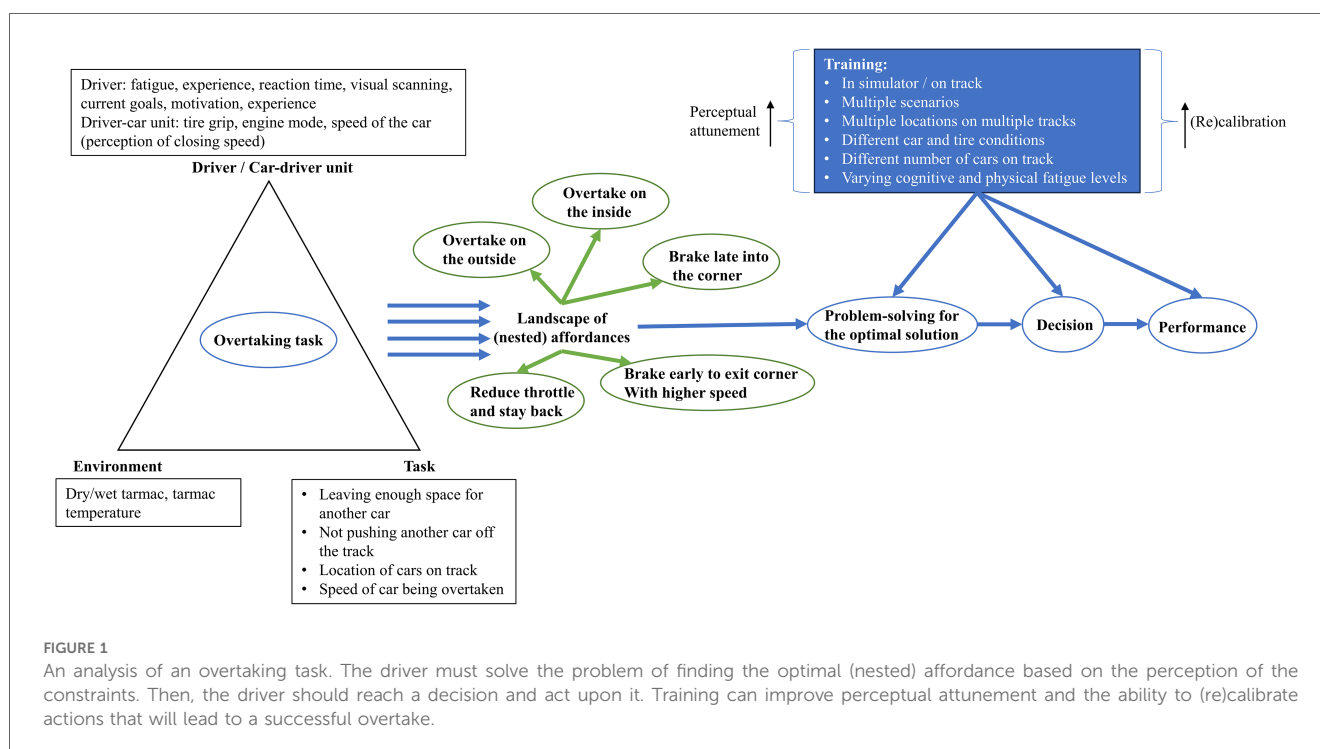 Driver: fatigue, experience, reaction time, visual scanning,
current goals, motivation, experience
Driver-car unit: tire grip, engine mode, speed of the car
(perception of closing speed)
Driver / Car-driver unit
Overtaking task
Environment
Dry/wet tarmac, tarmac
temperature
Task
• Leaving enough space for
another car
• Not pushing another car off
the track
• Location of cars on track
• Speed of car being overtaken
Overtake on
the outside
Overtake on
the inside
Brake late into
the corner
Landscape of
(nested) affordances
Reduce throttle
and stay back
Brake early to exit corner
With higher speed
Perceptual
attunement
Training:
• In simulator / on track
• Multiple scenarios
• Multiple locations on multiple tracks
• Different car and tire conditions
• Different number of cars on track
• Varying cognitive and physical fatigue levels
(Re)calibration
Problem-solving for
the optimal solution
Decision
Performance
FIGURE 1
An analysis of an overtaking task. The driver must solve the problem of finding the optimal (nested) affordance based on the perception of the
constraints. Then, the driver should reach a decision and act upon it. Training can improve perceptual attunement and the ability to (re)calibrate
actions that will lead to a successful overtake.